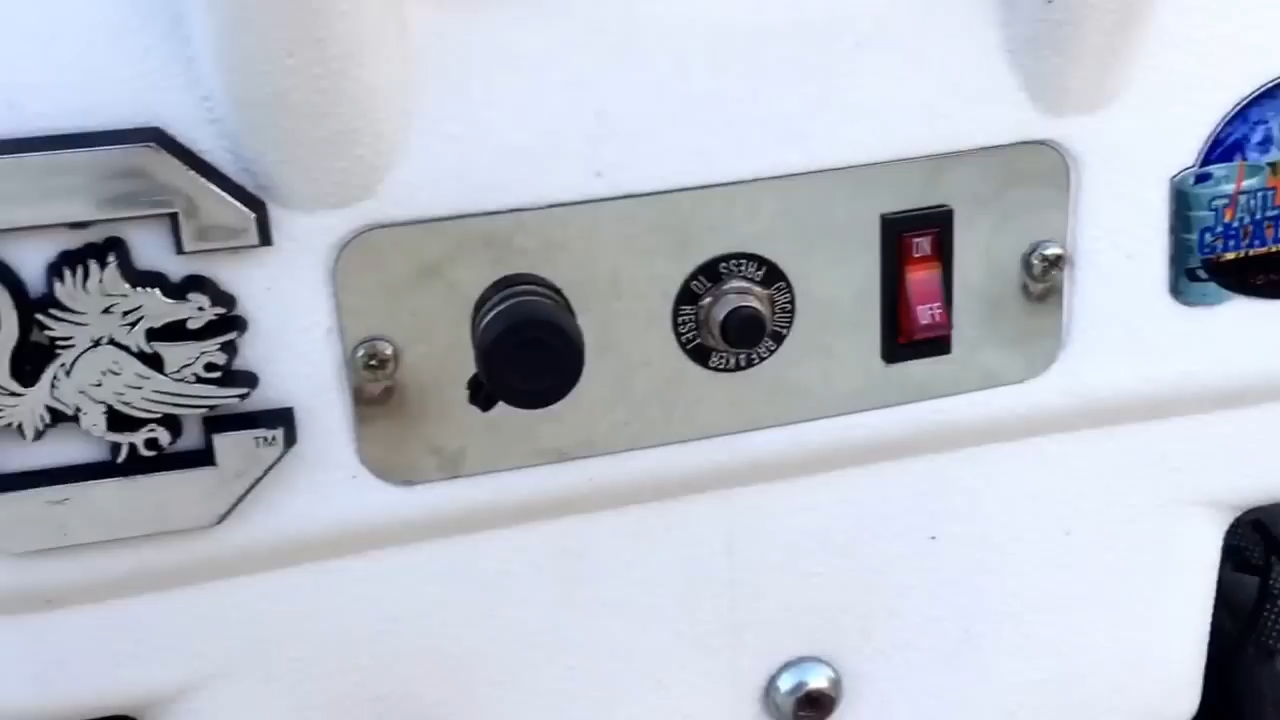 TM
PRESS TO RESET
CIRCUIT BREAKER
ON
OFF